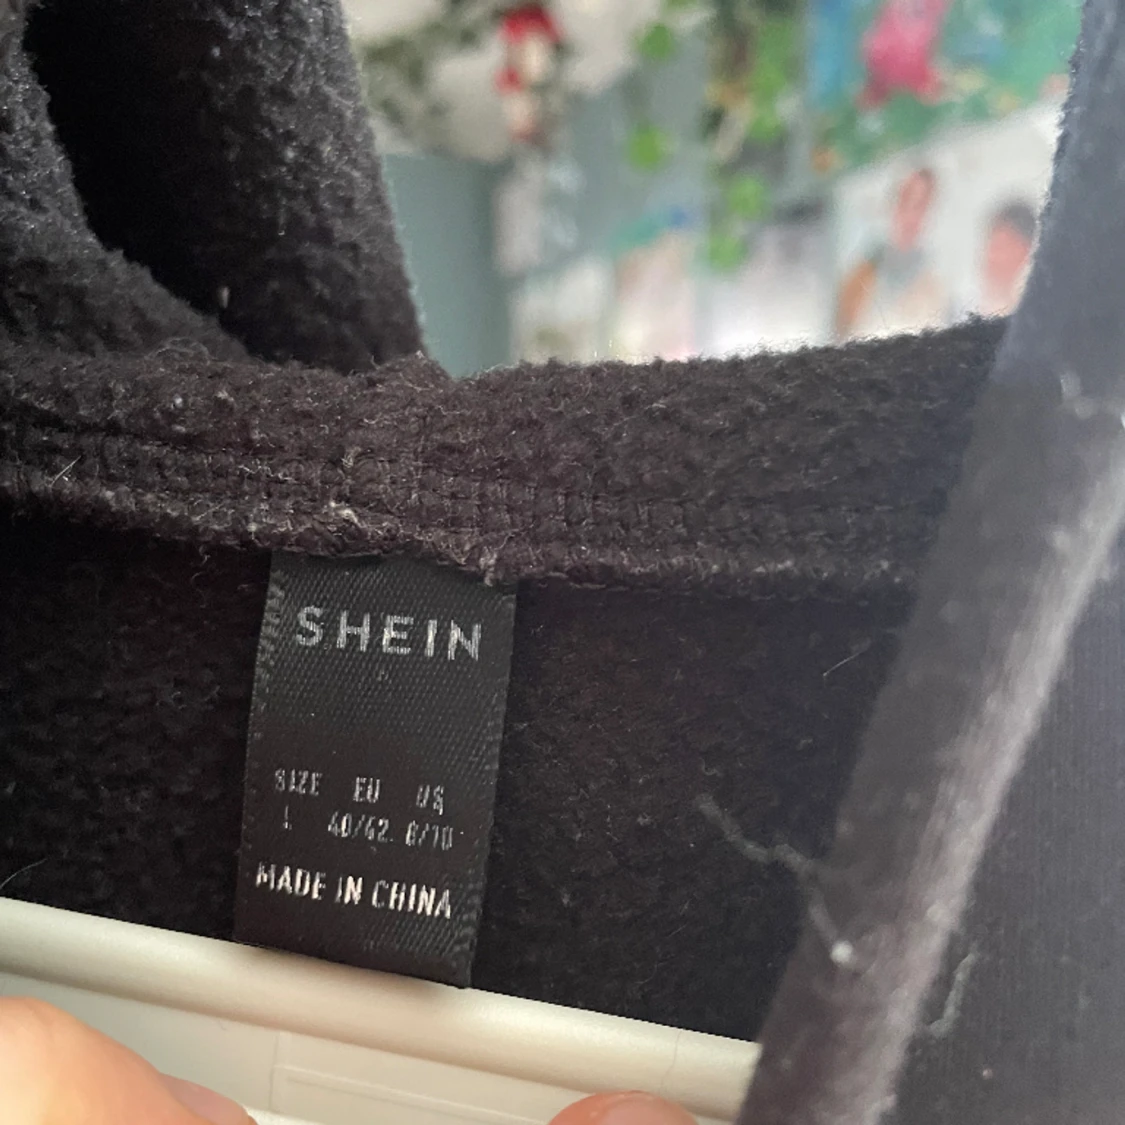 SHEIN
SIZE EU US
L 40/42 8/10
MADE IN CHINA